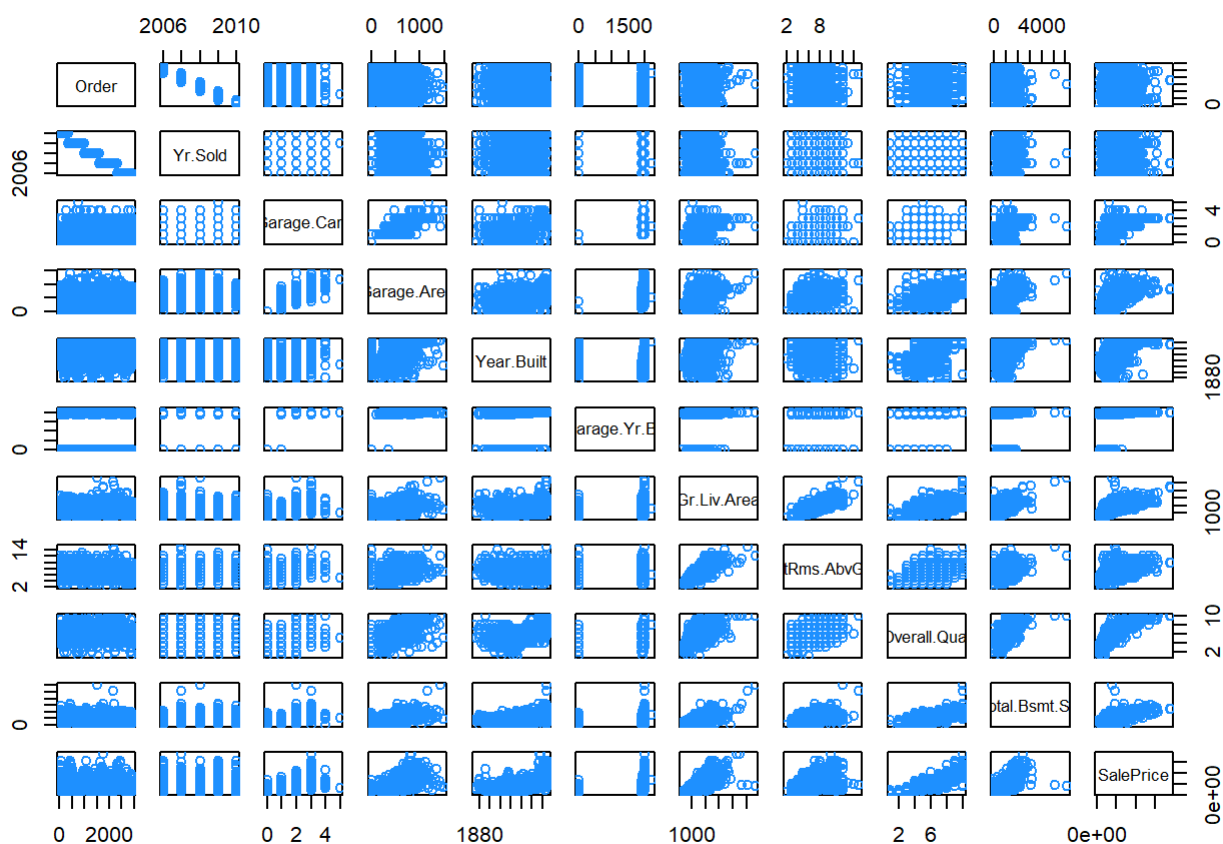 2006 2010 0 1000 0 1500 2 8 0 4000
Order 0
2006 Yr.Sold
Garage.Car 0 4
0 Garage.Are
Year.Built 1880
0 arage.Yr.B
Gr.Liv.Area 1000
2 14 tRms.AbvG
Overall.Qua 2 10
0 otal.Bsmt.S
SalePrice 0e+00
0 2000 0 2 4 1880 1000 2 6 0e+00